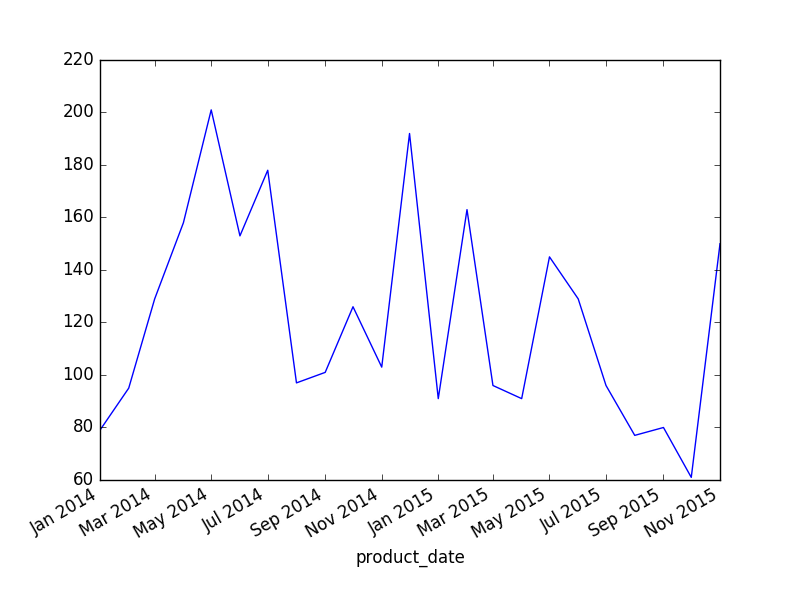 220
200
180
160
140
120
100
80
60
Jan 2014
Mar 2014
May 2014
Jul 2014
Sep 2014
Nov 2014
Jan 2015
Mar 2015
May 2015
Jul 2015
Sep 2015
Nov 2015
product_date